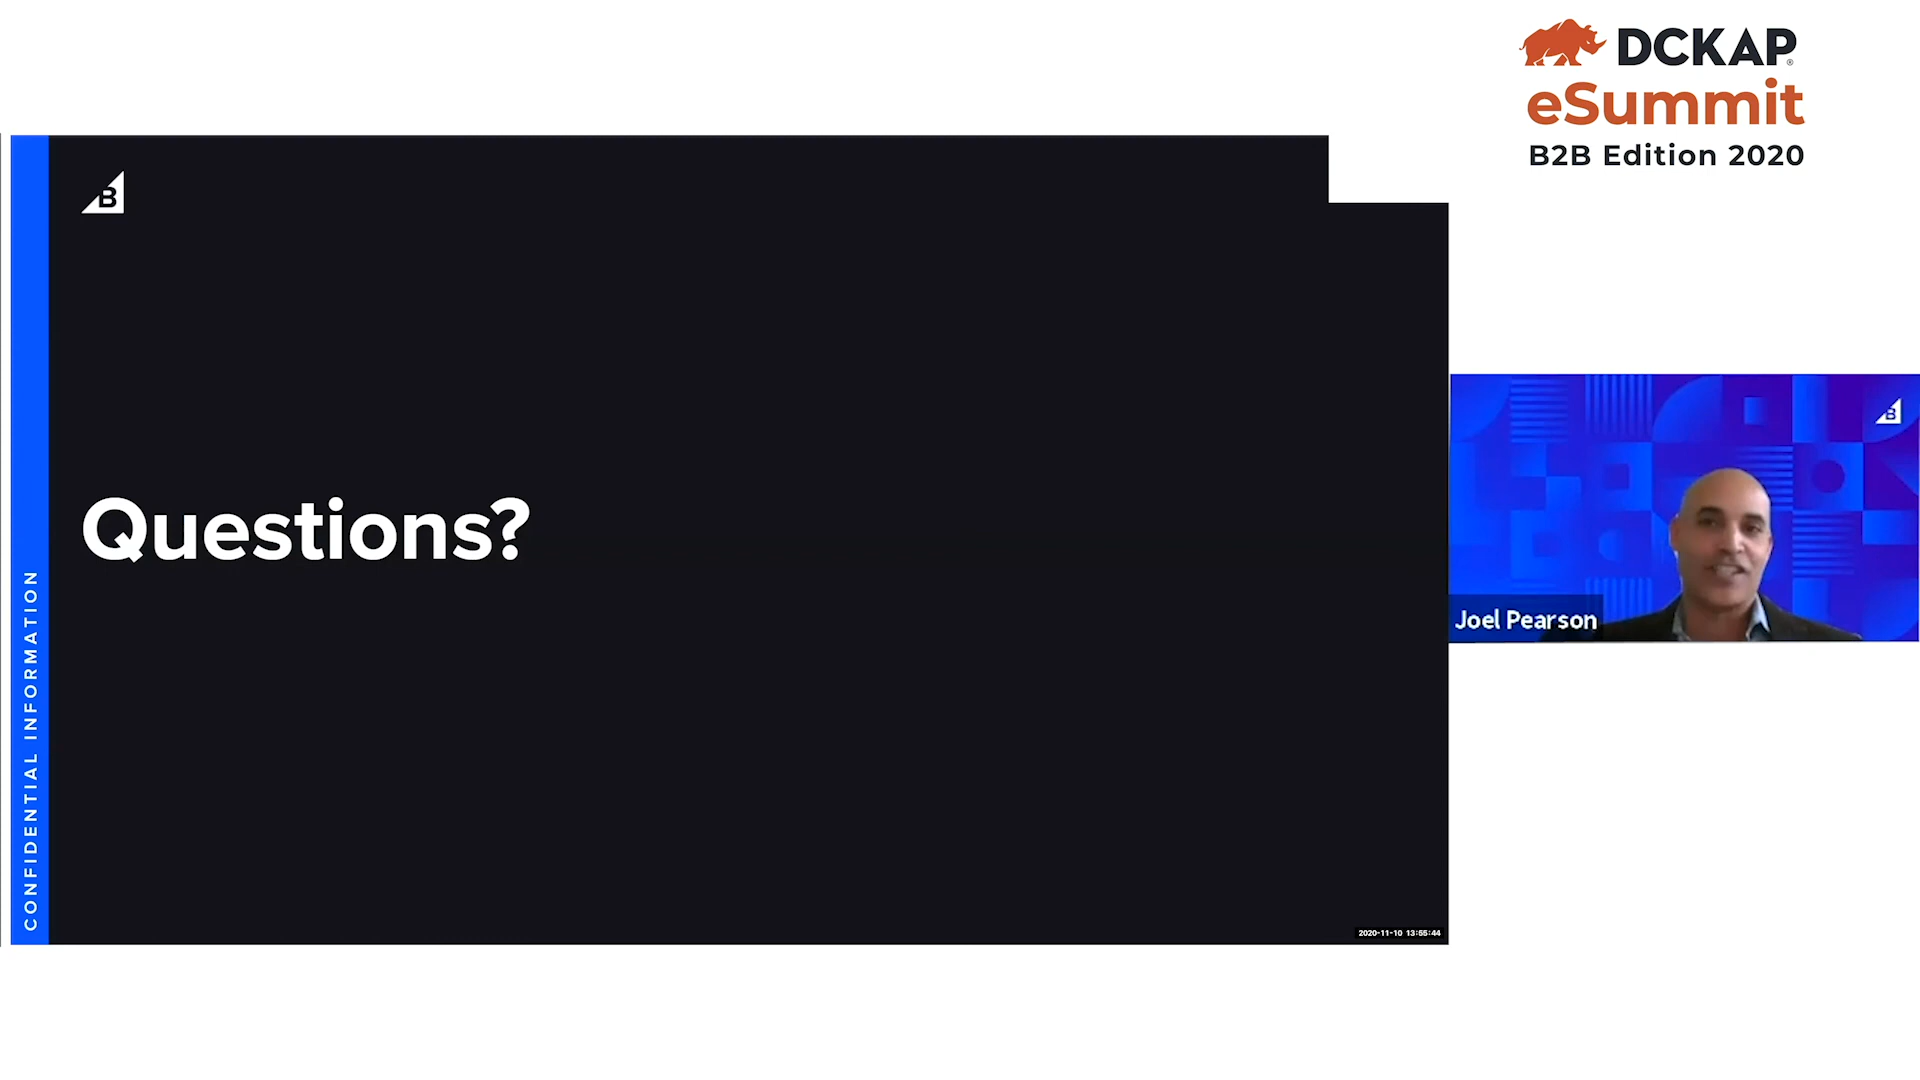 DCKAP
eSummit
B2B Edition 2020
B
Questions?
CONFIDENTIAL INFORMATION
B
Joel Pearson
2020-11-10 13:55:44